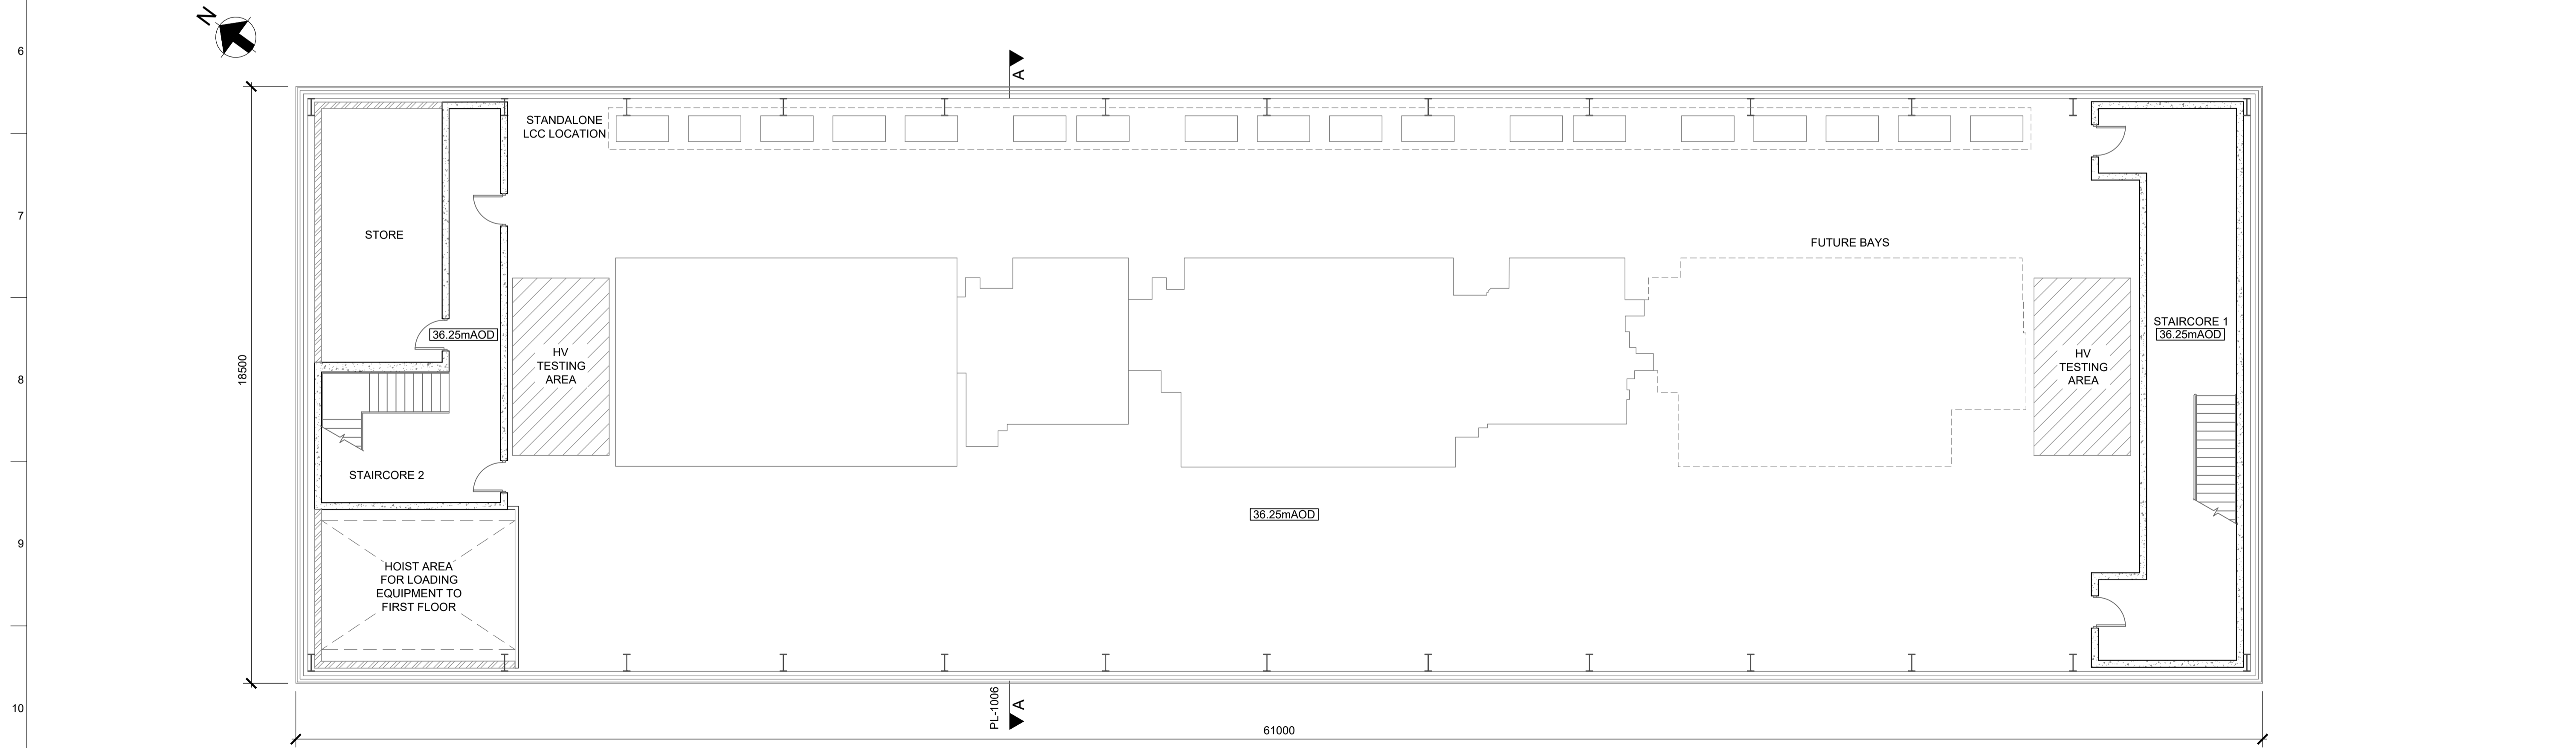 N
6
A
STANDALONE
LCC LOCATION
7
STORE
FUTURE BAYS
STAIRCORE 1
36.25mAOD
36.25mAOD
HV
TESTING
AREA
HV
TESTING
AREA
18500
8
STAIRCORE 2
36.25mAOD
9
HOIST AREA
FOR LOADING
EQUIPMENT TO
FIRST FLOOR
10
PL-1006
A
61000